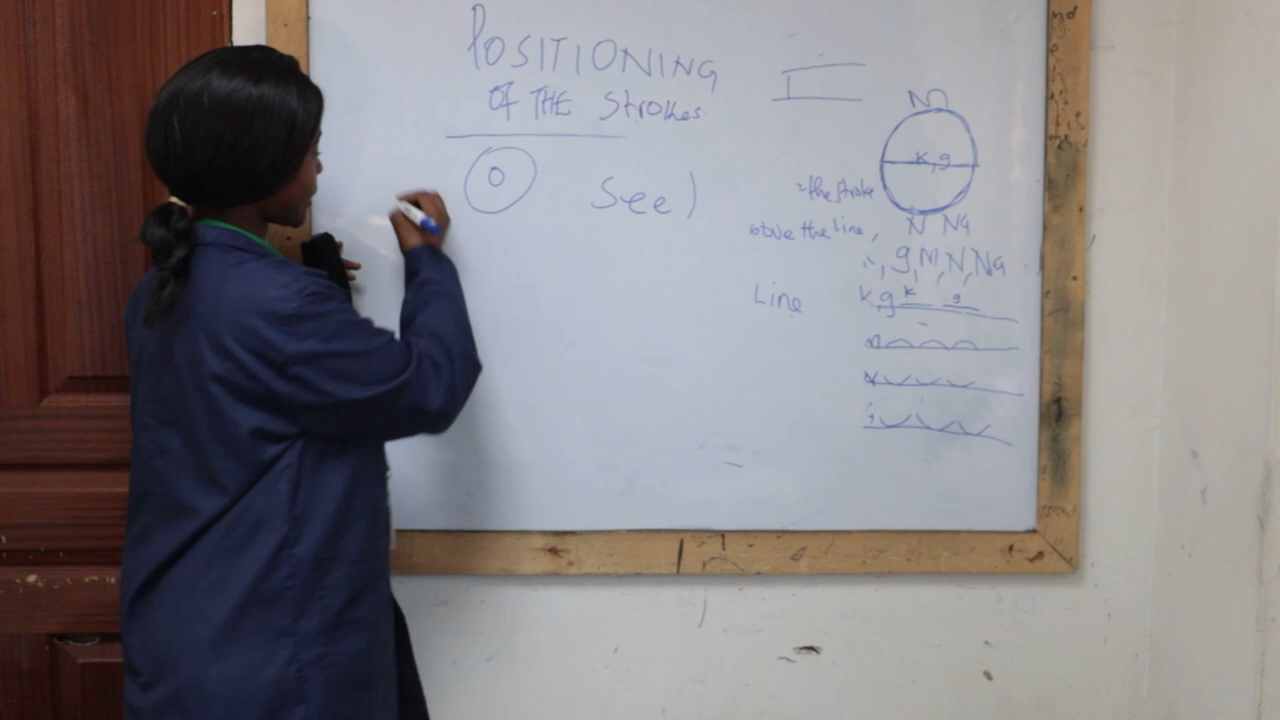 POSITIONING
OF THE Strokes.
O See)
k,g
the stroke
above the line,
N NG
g, M, N, NG
Line k,g k g